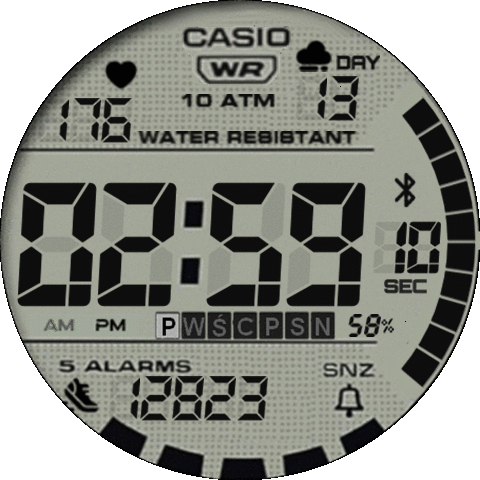 CASIO
WR
DAY
13
10 ATM
176
WATER RESISTANT
02:59
10
SEC
AM PM
P W Ś C P S N
58%
5 ALARMS
SNZ
12823